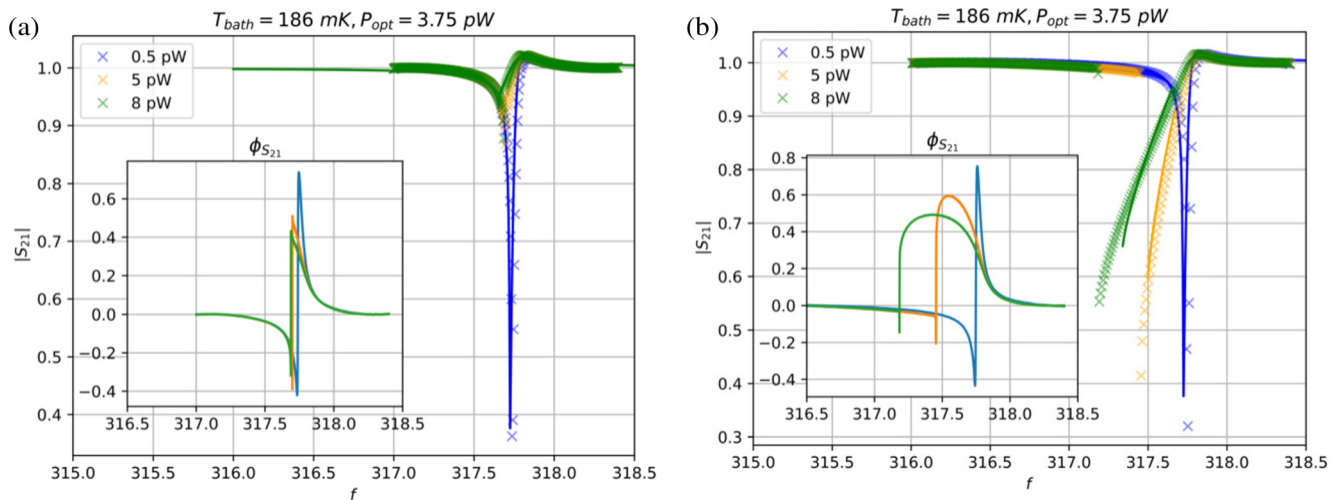 (a)
T_bath = 186 mK, P_opt = 3.75 pW
0.5 pW
5 pW
8 pW
1.0
0.9
0.8
0.7
0.6
0.5
0.4
|S₂₁|
315.0 315.5 316.0 316.5 317.0 317.5 318.0 318.5
f
ϕ_S₂₁
0.6
0.4
0.2
0.0
−0.2
−0.4
316.5 317.0 317.5 318.0 318.5
(b)
T_bath = 186 mK, P_opt = 3.75 pW
0.5 pW
5 pW
8 pW
1.0
0.9
0.8
0.7
0.6
0.5
0.4
0.3
|S₂₁|
315.0 315.5 316.0 316.5 317.0 317.5 318.0 318.5
f
ϕ_S₂₁
0.8
0.6
0.4
0.2
0.0
−0.2
−0.4
316.5 317.0 317.5 318.0 318.5